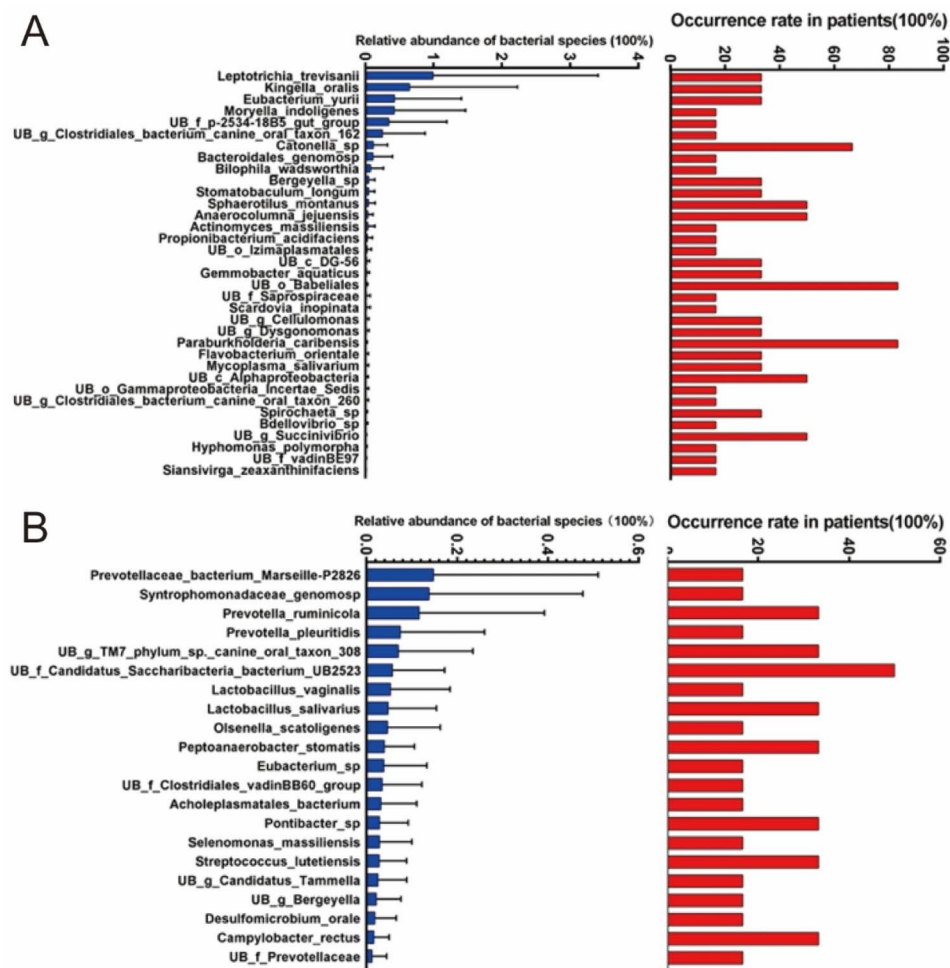 A
Relative abundance of bacterial species (100%)
Occurrence rate in patients(100%)
0 1 2 3 4
0 20 40 60 80 100
Leptotrichia_trevisanii
Kingella_oralis
Eubacterium_yurii
Moryella_indoligenes
UB_f_p-2534-18B5_gut_group
UB_g_Clostridiales_bacterium_canine_oral_taxon_162
Catonella_sp
Bacteroidales_genomosp
Bilophila_wadsworthia
Bergeyella_sp
Stomatobaculum_longum
Sphaerotilus_montanus
Anaerocolumna_jejuensis
Actinomyces_massiliensis
Propionibacterium_acidifaciens
UB_o_Izimaplasmatales
UB_c_DG-56
Gemmobacter_aquaticus
UB_o_Babeliales
UB_f_Saprospiraceae
Scardovia_inopinata
UB_g_Cellulomonas
UB_g_Dysgonomonas
Paraburkholderia_caribensis
Flavobacterium_orientale
Mycoplasma_salivarium
UB_c_Alphaproteobacteria
UB_o_Gammaproteobacteria_Incertae_Sedis
UB_g_Clostridiales_bacterium_canine_oral_taxon_260
Spirochaeta_sp
Bdellovibrio_sp
UB_g_Succinivibrio
Hyphomonas_polymorpha
UB_f_vadinBE97
Siansivirga_zeaxanthinifaciens
B
Relative abundance of bacterial species（100%）
Occurrence rate in patients(100%)
0.0 0.2 0.4 0.6
0 20 40 60
Prevotellaceae_bacterium_Marseille-P2826
Syntrophomonadaceae_genomosp
Prevotella_ruminicola
Prevotella_pleuritidis
UB_g_TM7_phylum_sp._canine_oral_taxon_308
UB_f_Candidatus_Saccharibacteria_bacterium_UB2523
Lactobacillus_vaginalis
Lactobacillus_salivarius
Olsenella_scatoligenes
Peptoanaerobacter_stomatis
Eubacterium_sp
UB_f_Clostridiales_vadinBB60_group
Acholeplasmatales_bacterium
Pontibacter_sp
Selenomonas_massiliensis
Streptococcus_lutetiensis
UB_g_Candidatus_Tammella
UB_g_Bergeyella
Desulfomicrobium_orale
Campylobacter_rectus
UB_f_Prevotellaceae